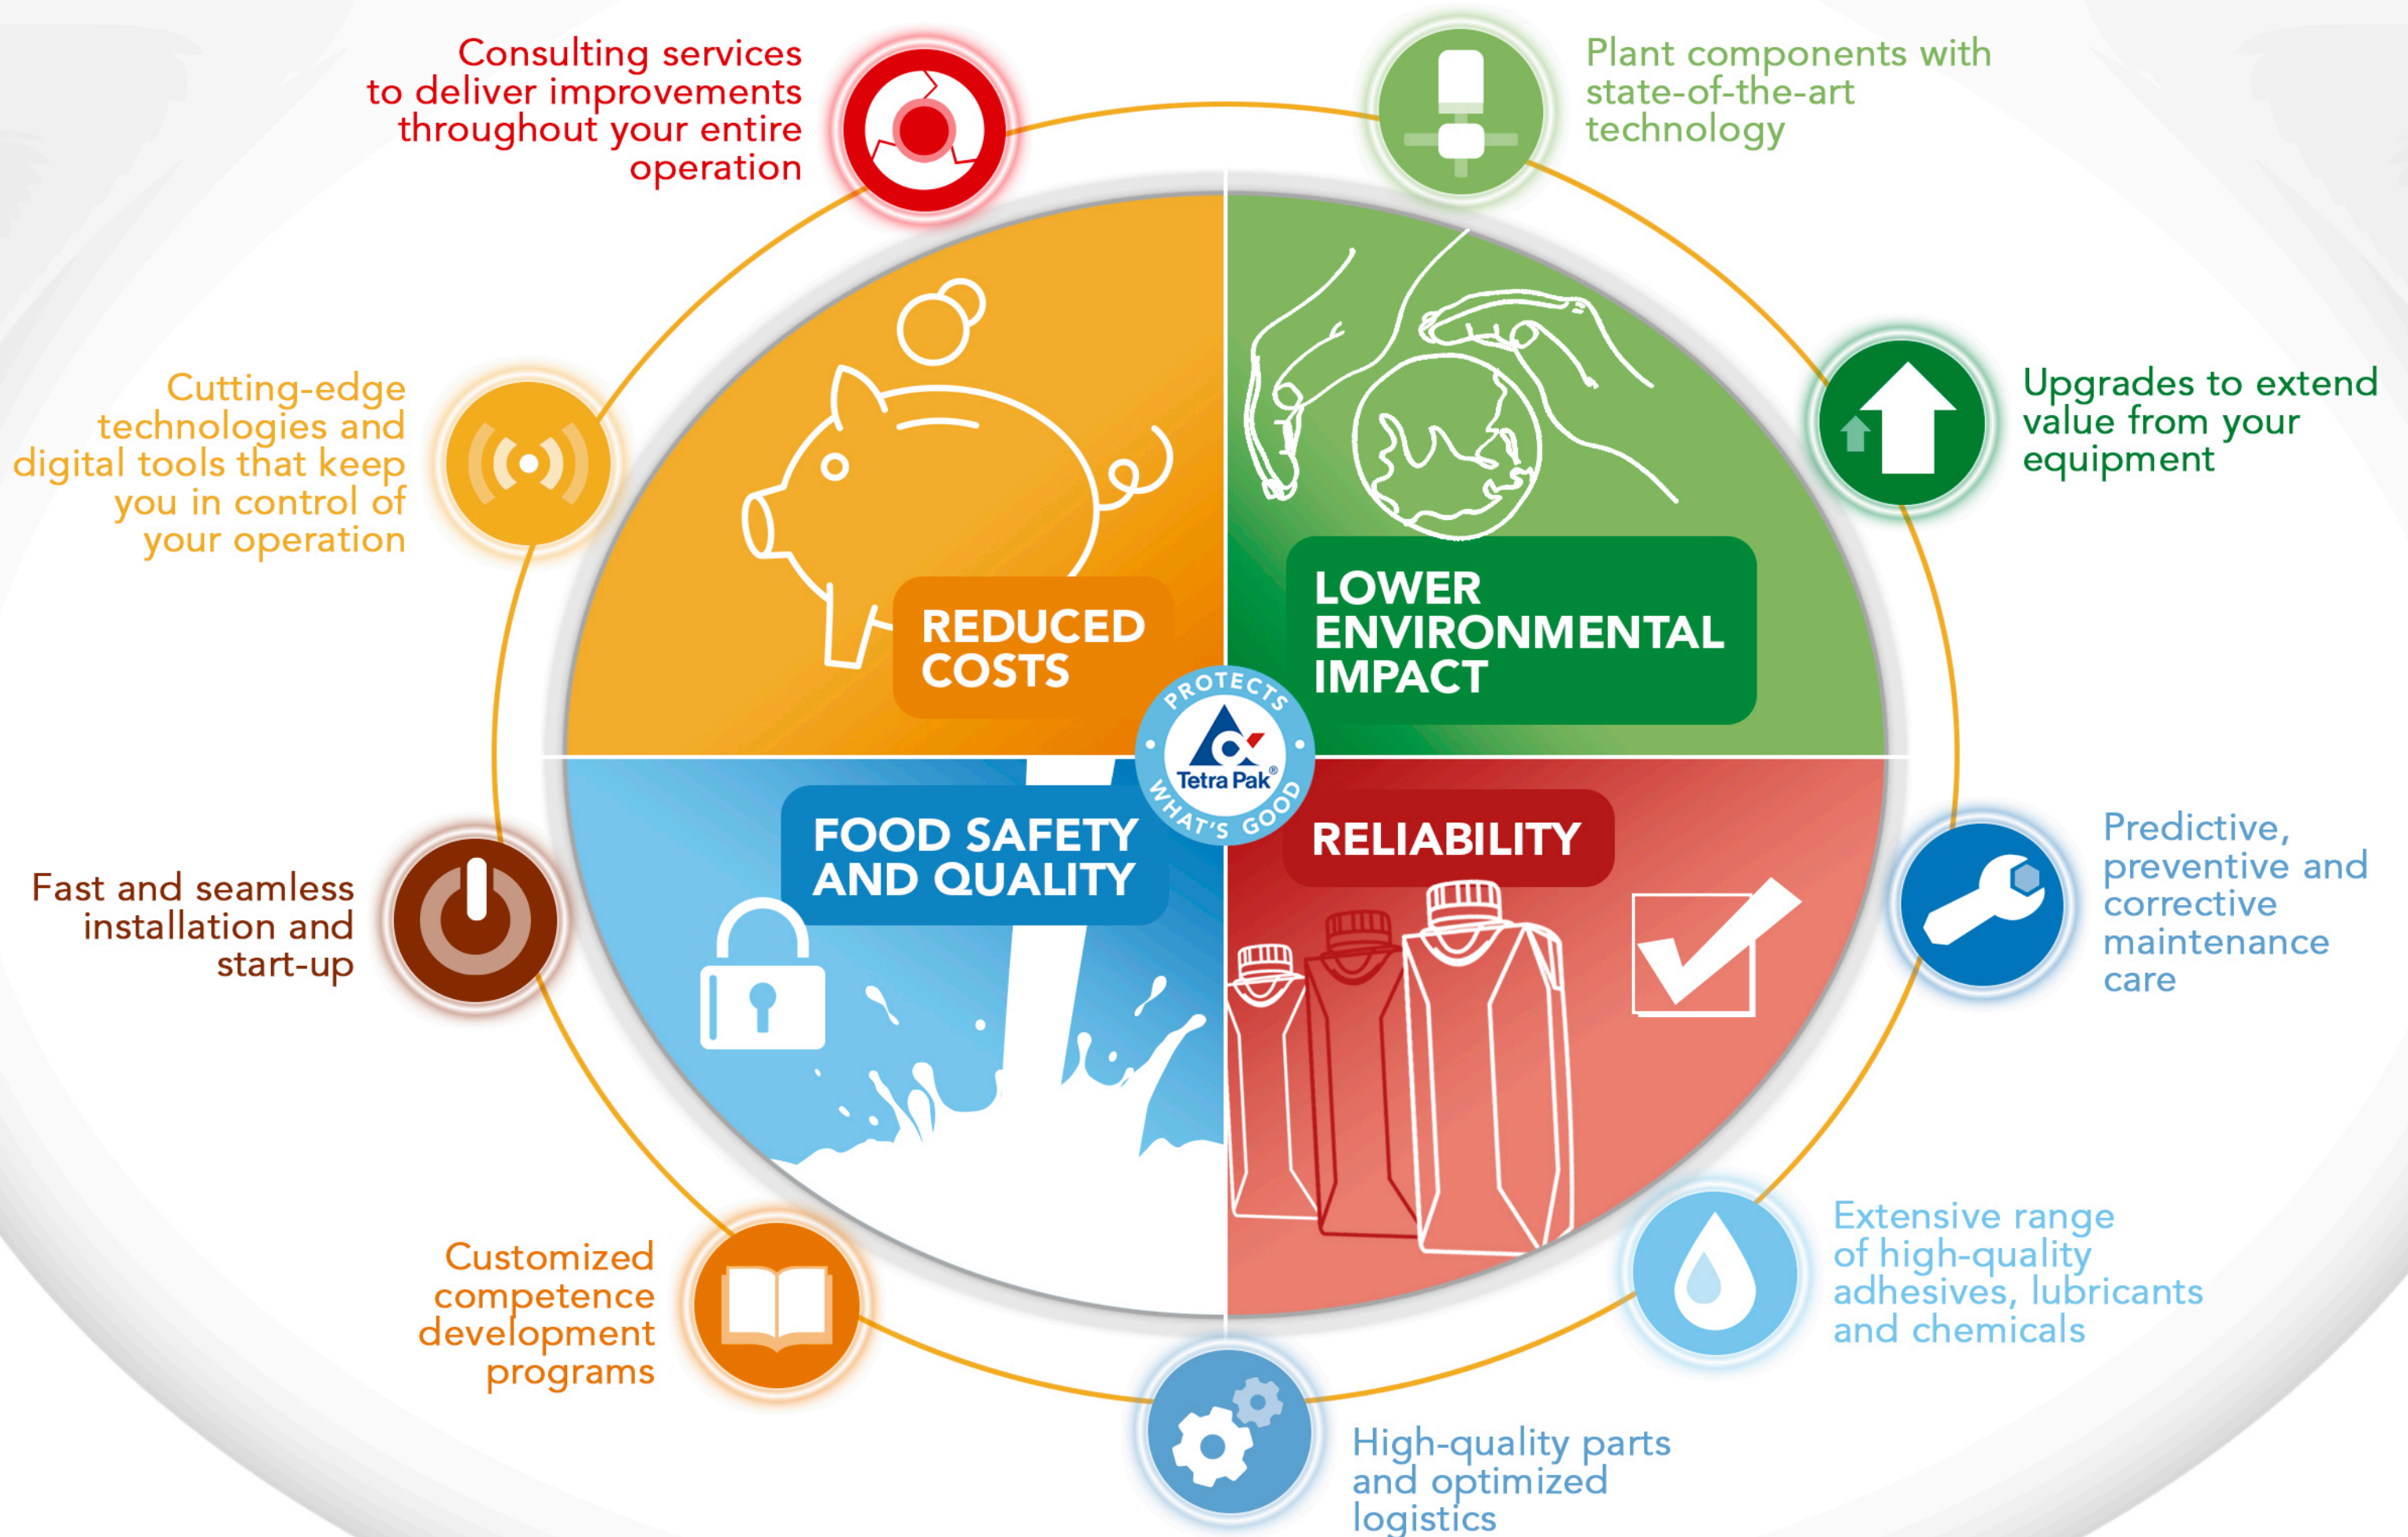 Consulting services
to deliver improvements
throughout your entire
operation
Plant components with
state-of-the-art
technology
Cutting-edge
technologies and
digital tools that keep
you in control of
your operation
Upgrades to extend
value from your
equipment
REDUCED
COSTS
LOWER
ENVIRONMENTAL
IMPACT
PROTECTS
Tetra Pak®
WHAT'S GOOD
FOOD SAFETY
AND QUALITY
RELIABILITY
Fast and seamless
installation and
start-up
Predictive,
preventive and
corrective
maintenance
care
Customized
competence
development
programs
Extensive range
of high-quality
adhesives, lubricants
and chemicals
High-quality parts
and optimized
logistics